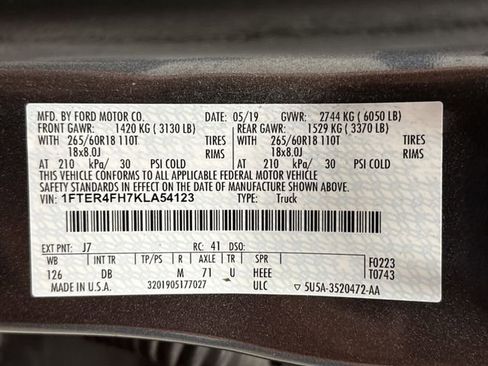 MFD. BY FORD MOTOR CO. 05/19 GVWR: 2744 KG ( 6050 LB)
FRONT GAWR: 1420 KG ( 3130 LB) REAR GAWR: 1529 KG ( 3370 LB)
WITH 265/60R18 110T TIRES WITH 265/60R18 110T TIRES
18x8.0J RIMS 18x8.0J RIMS
AT 210 kPa/ 30 PSI COLD AT 210 kPa/ 30 PSI COLD
THIS VEHICLE CONFORMS TO ALL APPLICABLE FEDERAL MOTOR VEHICLE
SAFETY STANDARDS IN EFFECT ON THE DATE OF MANUFACTURE SHOWN ABOVE.
VIN: 1FTER4FH7KLA54123 TYPE: Truck
EXT PNT: J7 RC: 41 DSO:
WB INT TR TP/PS R AXLE TR SPR F0223
126 DB M 71 U HEEE T0743
MADE IN U.S.A. 3201905177027 ULC ▽ 5U5A-3520472-AA